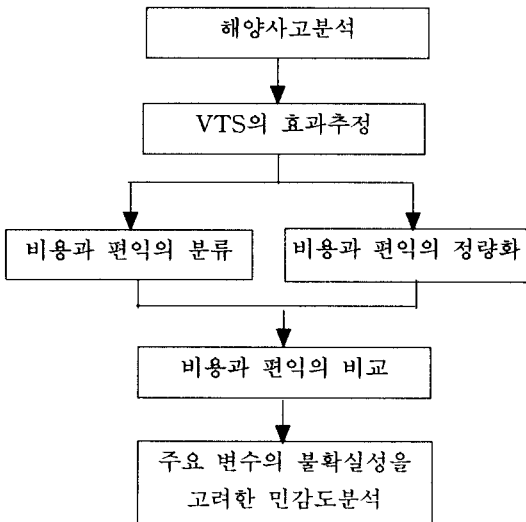 해양사고분석
VTS의 효과추정
비용과 편익의 분류
비용과 편익의 정량화
비용과 편익의 비교
주요 변수의 불확실성을
고려한 민감도분석